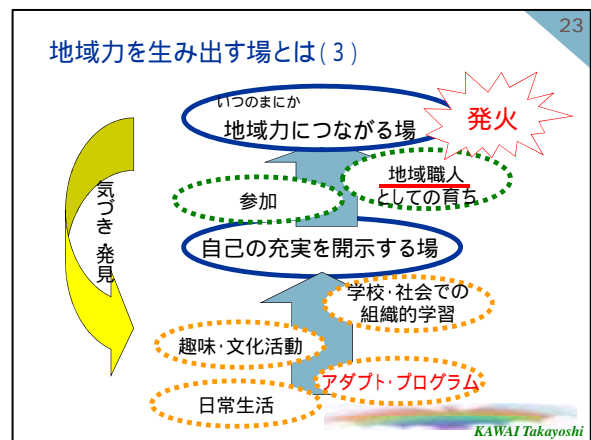 23
地域力を生み出す場とは(3)
いつのまにか
地域力につながる場
発火
地域職人
としての育ち
参加
気づき・発見
自己の充実を開示する場
学校・社会での
組織的学習
趣味・文化活動
アダプト・プログラム
日常生活
KAWAI Takayoshi